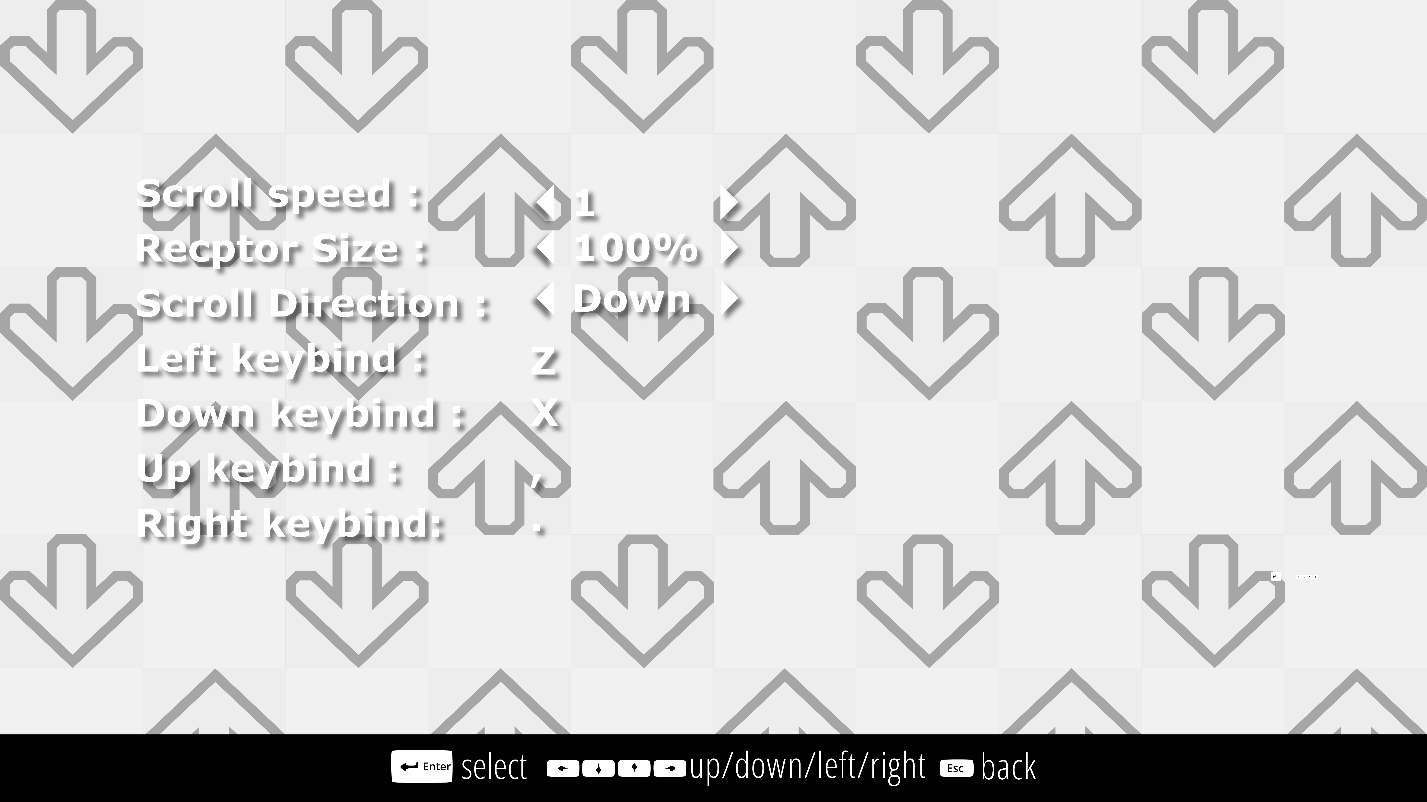 Scroll speed : 1
Recptor Size : 100%
Scroll Direction : Down
Left keybind : Z
Down keybind : X
Up keybind : ,
Right keybind: .
Enter select up/down/left/right Esc back